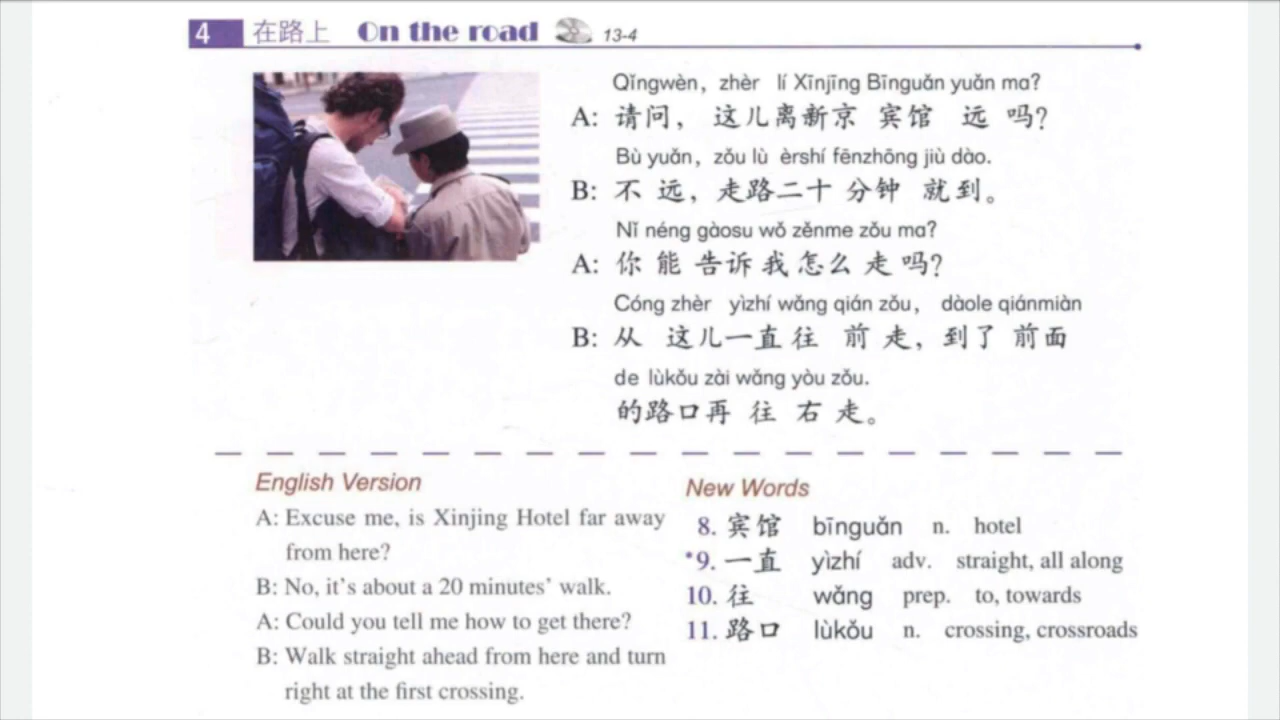 4 在路上 On the road 13-4
Qǐngwèn, zhèr lí Xīnjīng Bīnguǎn yuǎn ma?
A: 请问, 这儿离新京 宾馆 远 吗?
Bù yuǎn, zǒu lù èrshí fēnzhōng jiù dào.
B: 不 远, 走路二十 分钟 就到。
Nǐ néng gàosu wǒ zěnme zǒu ma?
A: 你 能 告诉 我 怎么 走 吗?
Cóng zhèr yìzhí wǎng qián zǒu, dàole qiánmiàn
B: 从 这儿一直 往 前 走, 到了 前面
de lùkǒu zài wǎng yòu zǒu.
的路口再 往 右 走。
English Version
A: Excuse me, is Xinjing Hotel far away
from here?
B: No, it's about a 20 minutes' walk.
A: Could you tell me how to get there?
B: Walk straight ahead from here and turn
right at the first crossing.
New Words
8. 宾馆 bīnguǎn n. hotel
*9. 一直 yìzhí adv. straight, all along
10. 往 wǎng prep. to, towards
11. 路口 lùkǒu n. crossing, crossroads